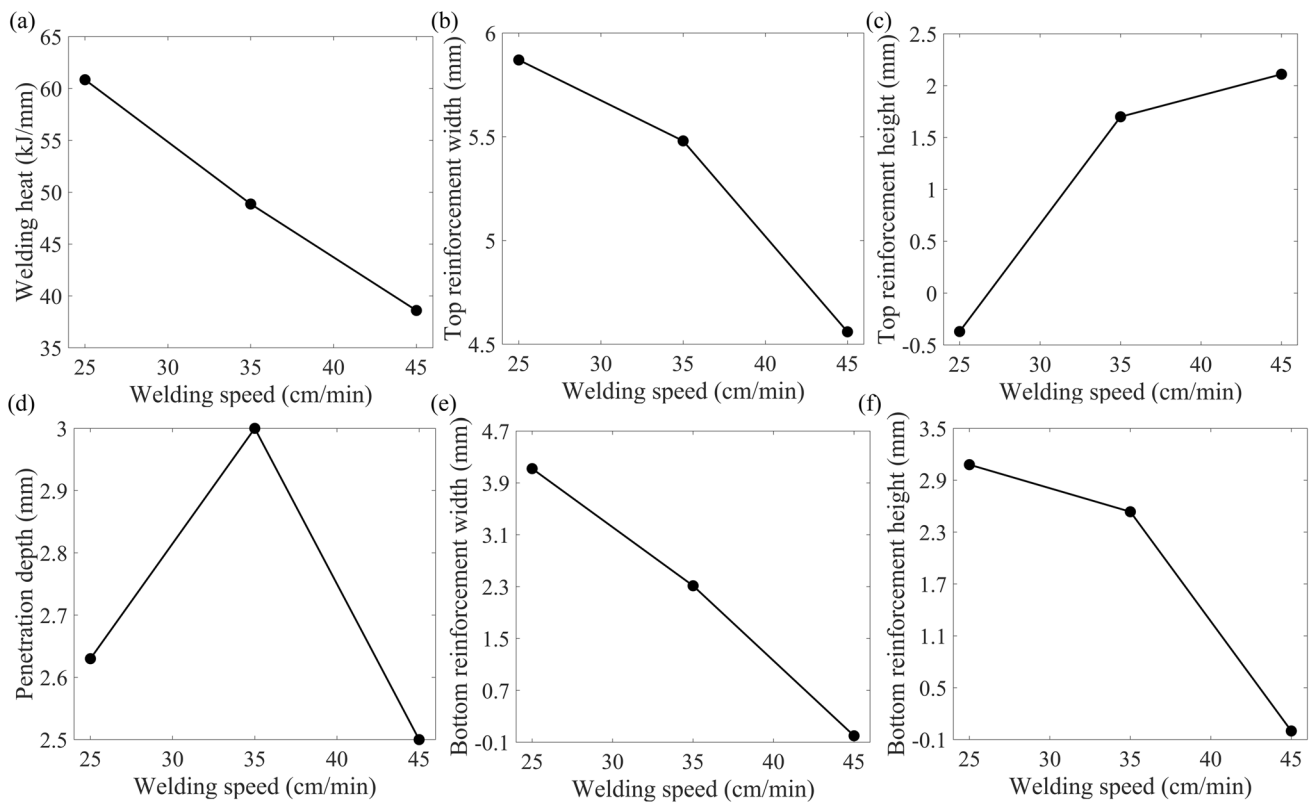 (a)
Welding heat (kJ/mm)
65
60
55
50
45
40
35
25 30 35 40 45
Welding speed (cm/min)
(b)
Top reinforcement width (mm)
6
5.5
5
4.5
25 30 35 40 45
Welding speed (cm/min)
(c)
Top reinforcement height (mm)
2.5
2
1.5
1
0.5
0
-0.5
25 30 35 40 45
Welding speed (cm/min)
(d)
Penetration depth (mm)
3
2.9
2.8
2.7
2.6
2.5
25 30 35 40 45
Welding speed (cm/min)
(e)
Bottom reinforcement width (mm)
4.7
3.9
3.1
2.3
1.5
0.7
-0.1
25 30 35 40 45
Welding speed (cm/min)
(f)
Bottom reinforcement height (mm)
3.5
2.9
2.3
1.7
1.1
0.5
-0.1
25 30 35 40 45
Welding speed (cm/min)